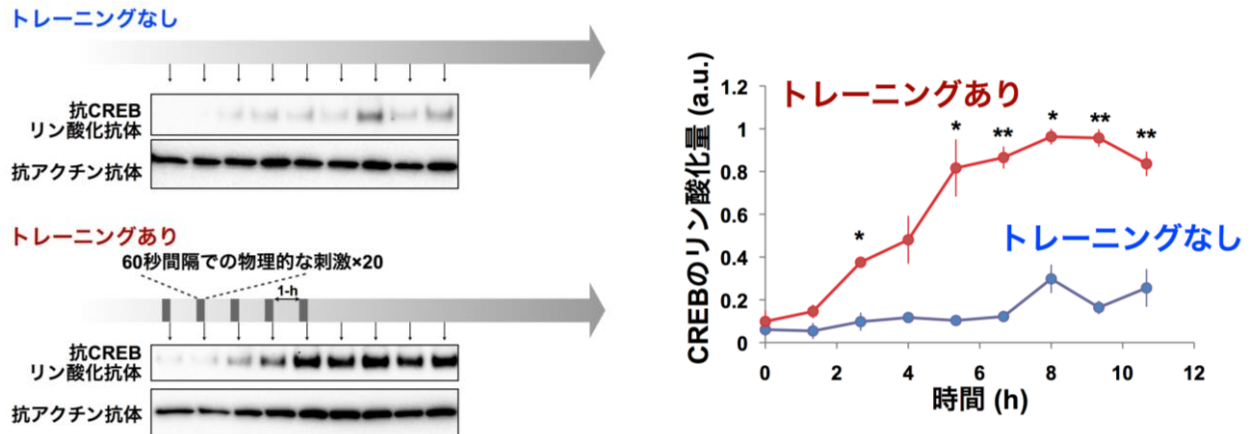 トレーニングなし
抗CREB
リン酸化抗体
抗アクチン抗体
トレーニングあり
60秒間隔での物理的な刺激×20
1-h
抗CREB
リン酸化抗体
抗アクチン抗体
CREBのリン酸化量 (a.u.)
1.2
1
0.8
0.6
0.4
0.2
0
トレーニングあり
* ** * ** **
*
トレーニングなし
0 2 4 6 8 10 12
時間 (h)